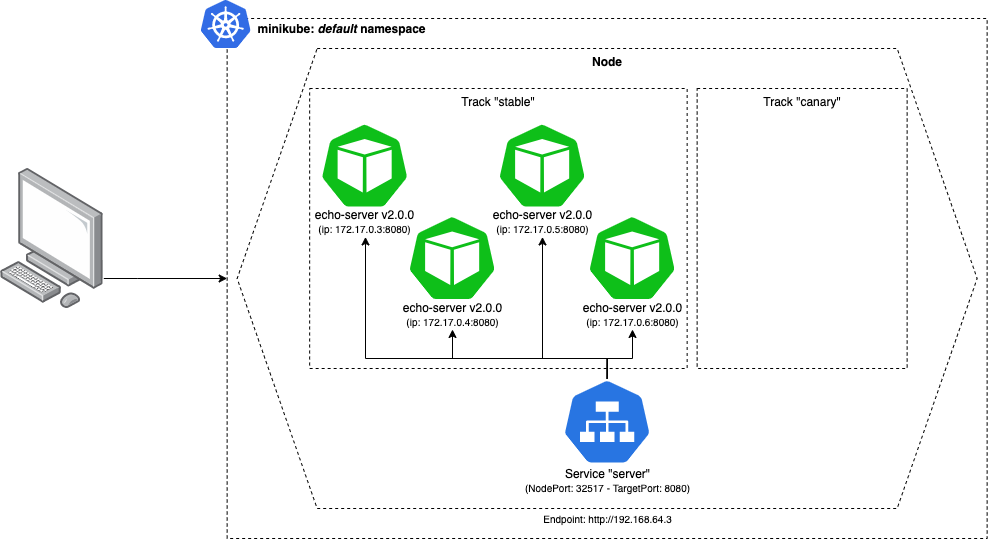 minikube: default namespace
Node
Track "stable"
Track "canary"
echo-server v2.0.0
(ip: 172.17.0.3:8080)
echo-server v2.0.0
(ip: 172.17.0.5:8080)
echo-server v2.0.0
(ip: 172.17.0.4:8080)
echo-server v2.0.0
(ip: 172.17.0.6:8080)
Service "server"
(NodePort: 32517 - TargetPort: 8080)
Endpoint: http://192.168.64.3